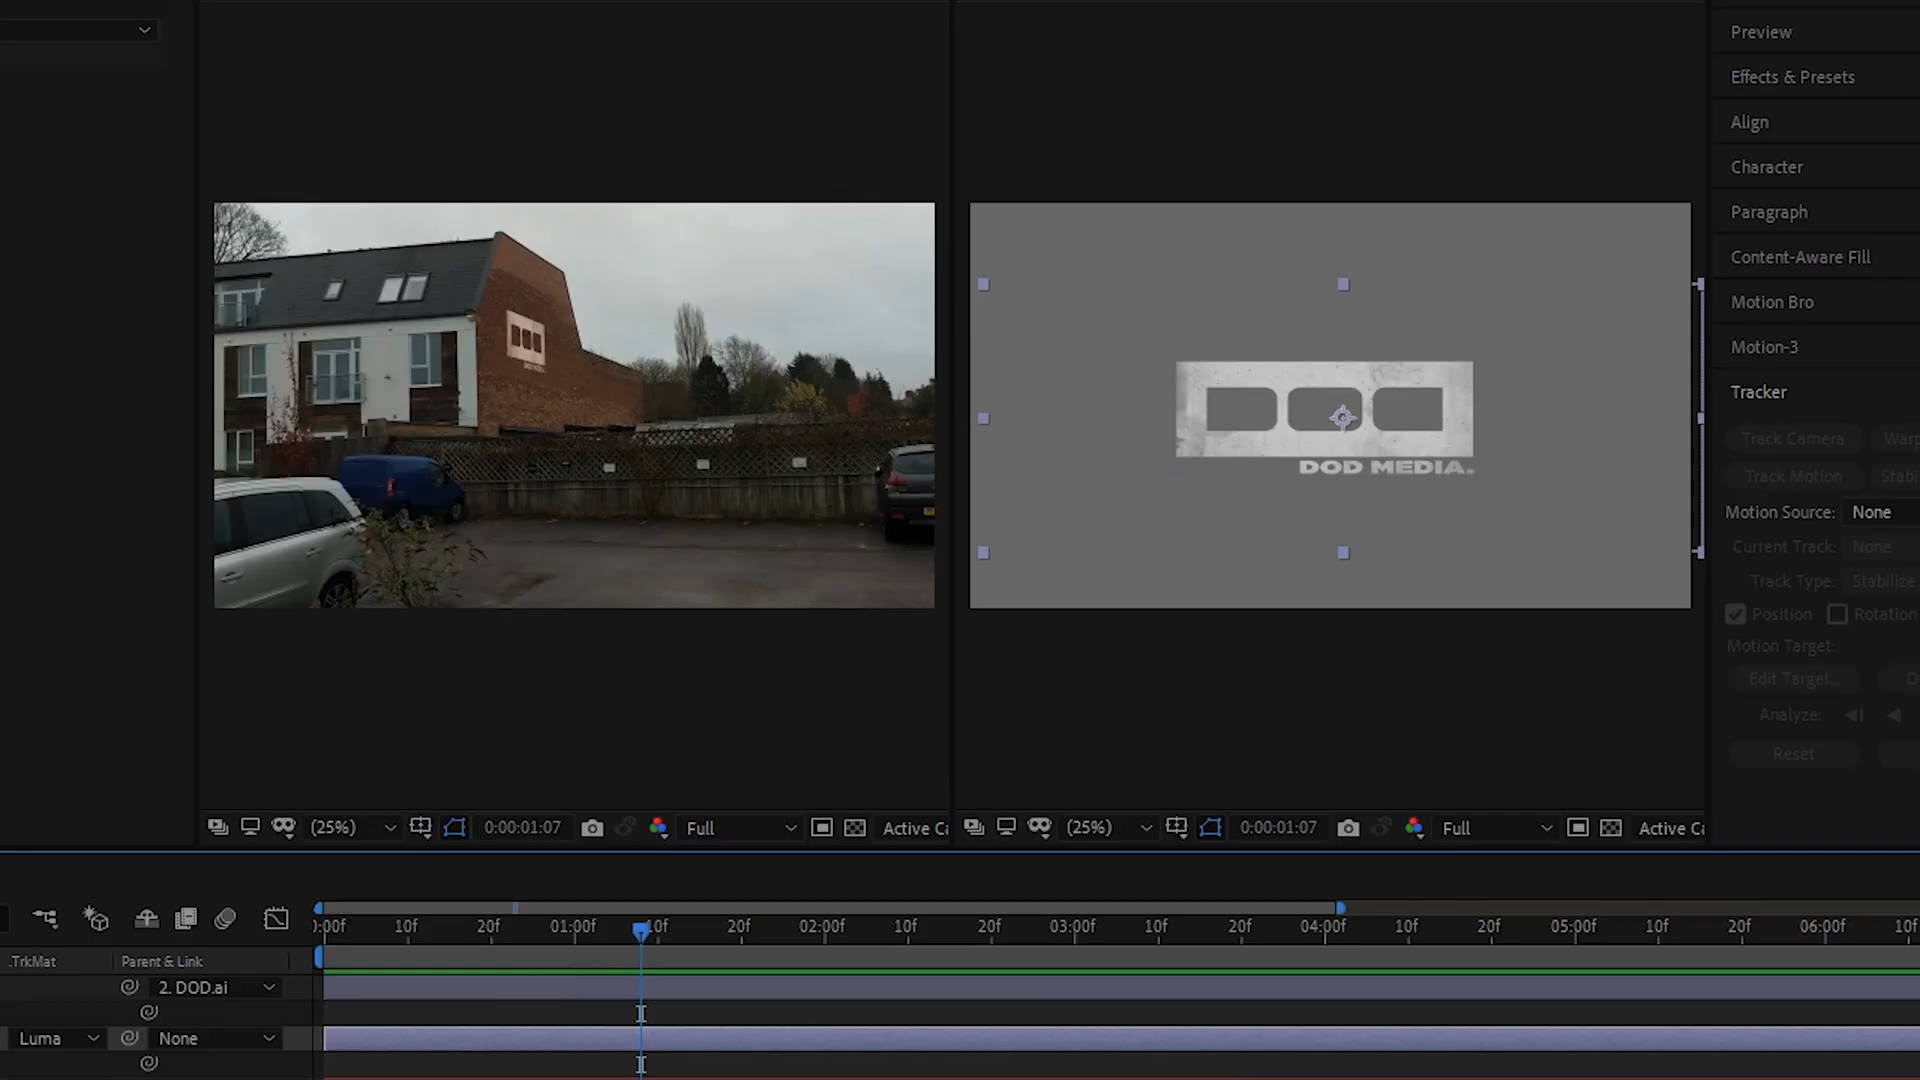 Preview
Effects & Presets
Align
Character
Paragraph
Content-Aware Fill
Motion Bro
Motion-3
Tracker
Track Camera
Track Motion
Motion Source: None
Current Track: None
Track Type: Stabilize
Position Rotation
Motion Target:
Edit Target...
Analyze:
Reset
DOD MEDIA.
DOD MEDIA.
(25%) 0:00:01:07 Full
(25%) 0:00:01:07 Full
10f 20f 01:00f 10f 20f 02:00f 10f 20f 03:00f 10f 20f 04:00f 10f 20f 05:00f 10f 20f 06:00f 10f
.TrkMat Parent & Link
2. DOD.ai
Luma None